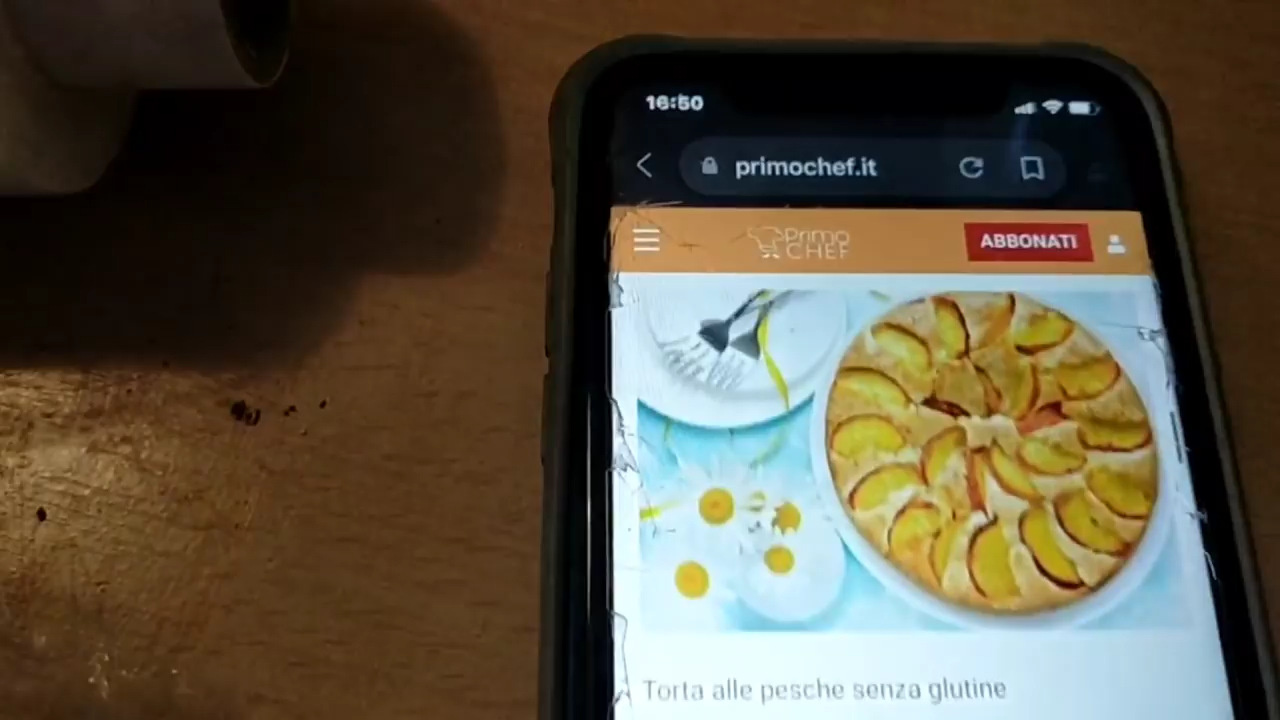 16:50
primochef.it
Primo
CHEF
ABBONATI
Torta alle pesche senza glutine